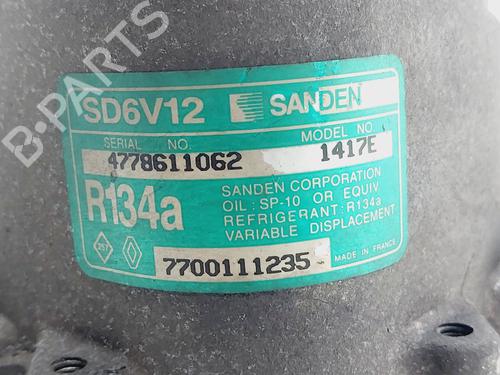 B-PARTS
SD6V12 SANDEN
SERIAL NO. MODEL NO.
4778611062 1417E
R134a
SANDEN CORPORATION
OIL : SP-10 OR EQUIV
REFRIGERANT : R134a
VARIABLE DISPLACEMENT
257
7700111235
MADE IN FRANCE